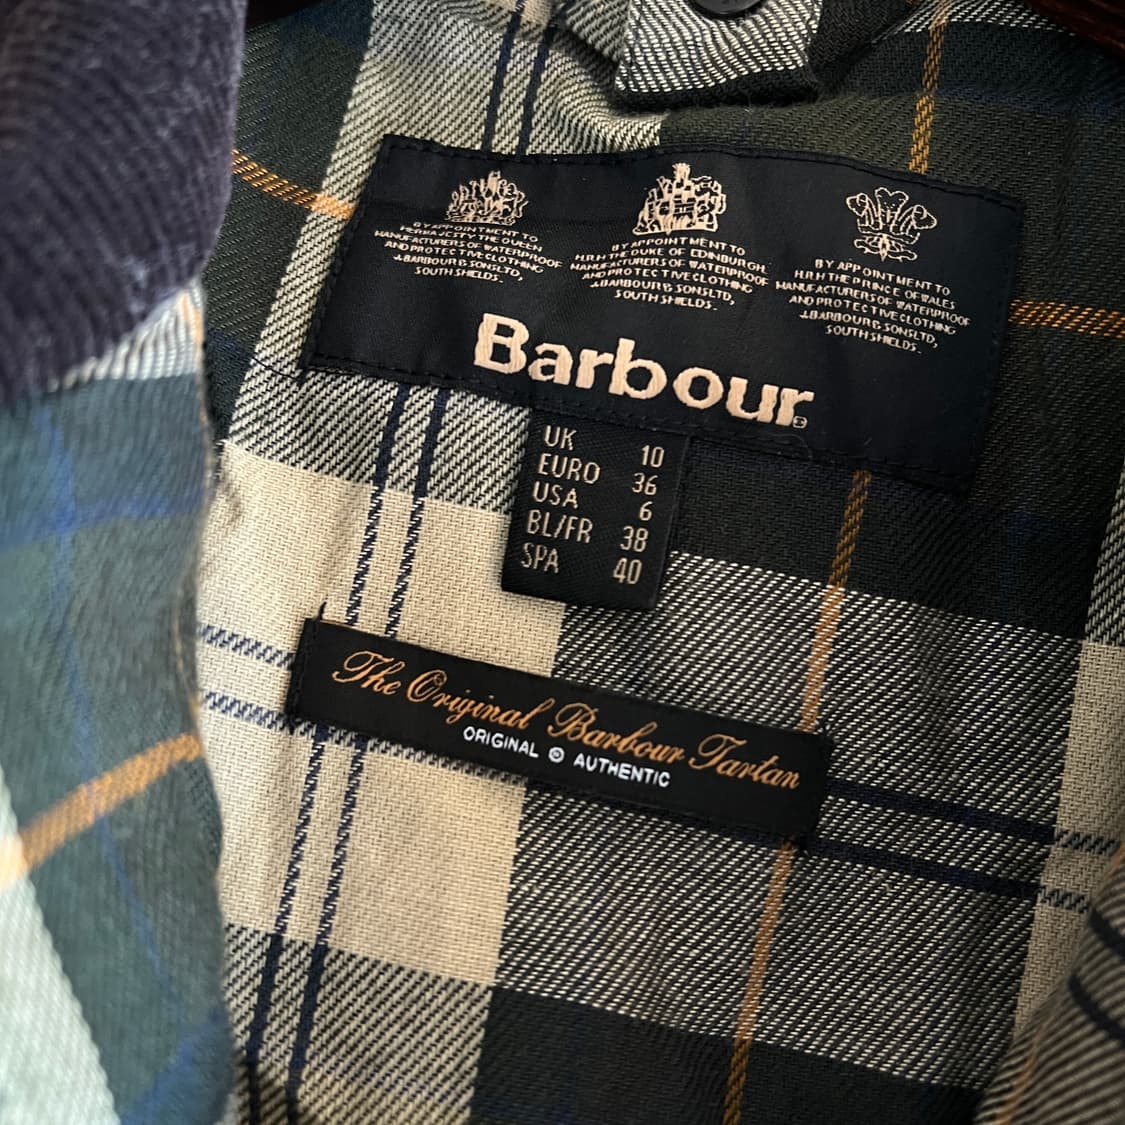 BY APPOINTMENT TO
HER MAJESTY THE QUEEN
MANUFACTURERS OF WATERPROOF
AND PROTECTIVE CLOTHING
J.BARBOUR & SONS LTD,
SOUTH SHIELDS.
BY APPOINTMENT TO
H.R.H THE DUKE OF EDINBURGH
MANUFACTURERS OF WATERPROOF
AND PROTECTIVE CLOTHING
J.BARBOUR & SONS LTD,
SOUTH SHIELDS.
BY APPOINTMENT TO
H.R.H THE PRINCE OF WALES
MANUFACTURERS OF WATERPROOF
AND PROTECTIVE CLOTHING
J.BARBOUR & SONS LTD,
SOUTH SHIELDS.
Barbour
UK 10
EURO 36
USA 6
BL/FR 38
SPA 40
The Original Barbour Tartan
ORIGINAL ® AUTHENTIC